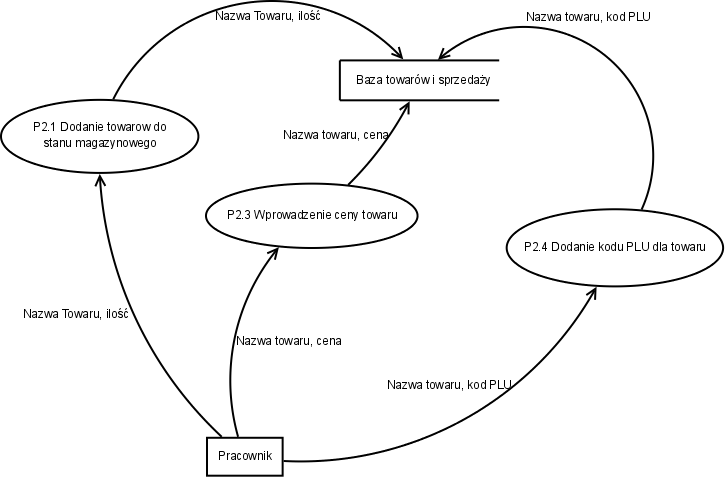 Nazwa Towaru, ilość
Nazwa towaru, kod PLU
Baza towarów i sprzedaży
P2.1 Dodanie towarow do
stanu magazynowego
Nazwa towaru, cena
P2.3 Wprowadzenie ceny towaru
P2.4 Dodanie kodu PLU dla towaru
Nazwa Towaru, ilość
Nazwa towaru, cena
Nazwa towaru, kod PLU
Pracownik